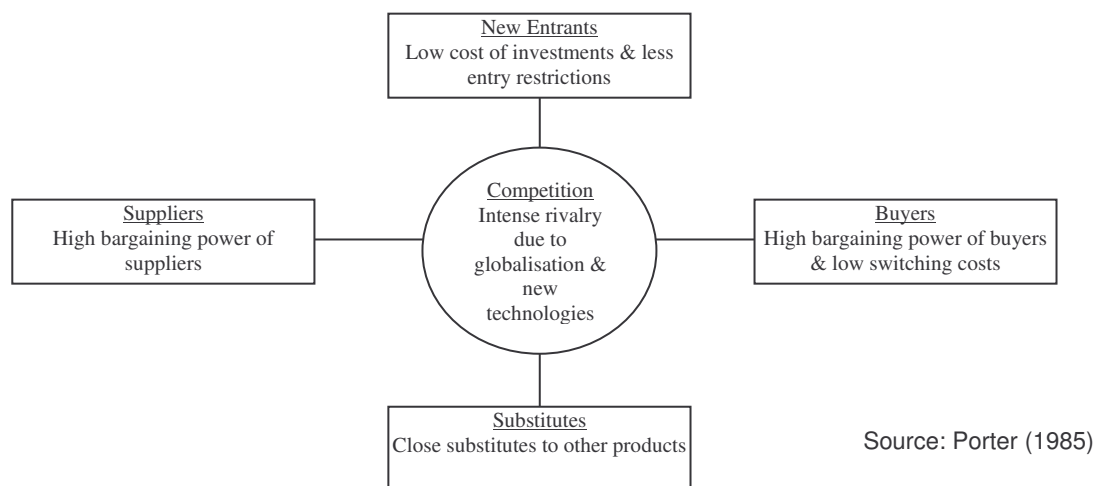 New Entrants
Low cost of investments & less
entry restrictions
Suppliers
High bargaining power of
suppliers
Competition
Intense rivalry
due to
globalisation &
new
technologies
Buyers
High bargaining power of buyers
& low switching costs
Substitutes
Close substitutes to other products
Source: Porter (1985)